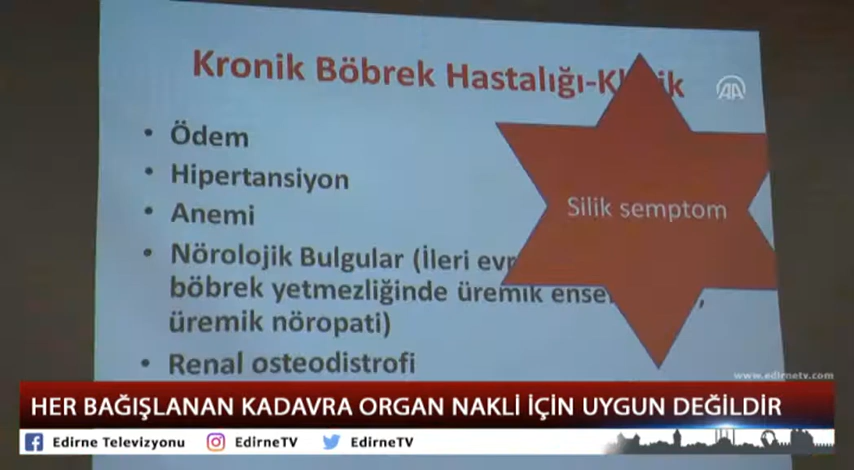 Kronik Böbrek Hastalığı-K
AA
• Ödem
• Hipertansiyon
• Anemi
Silik semptom
• Nörolojik Bulgular (İleri
böbrek yetmezliğinde üremik
üremik nöropati)
• Renal osteodistrofi
www.edirnetv.com
HER BAĞIŞLANAN KADAVRA ORGAN NAKLİ İÇİN UYGUN DEĞİLDİR
Edirne Televizyonu EdirneTV EdirneTV